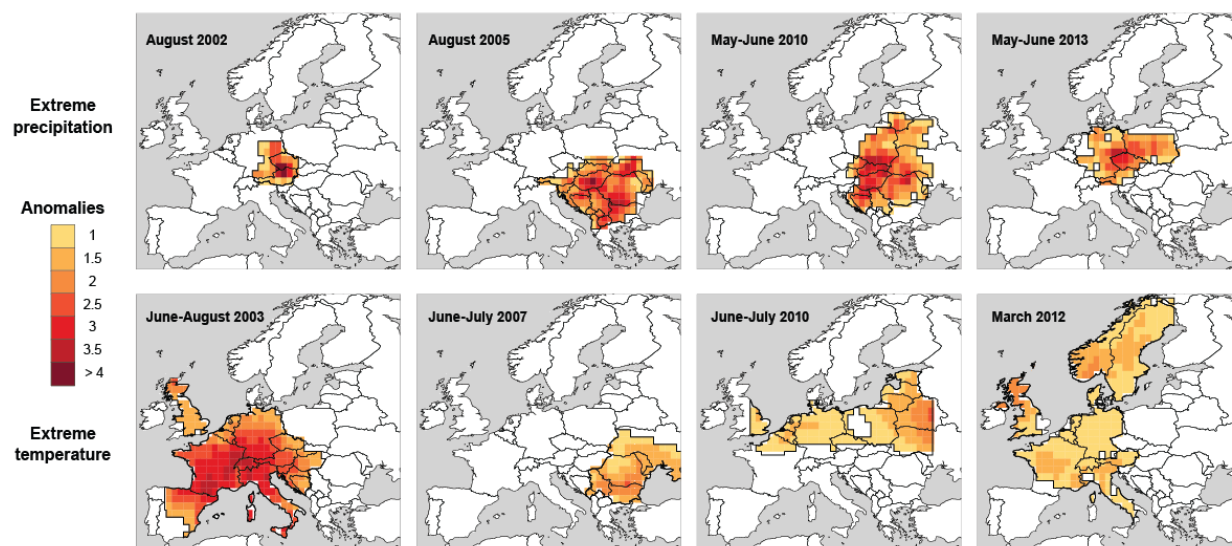 August 2002
August 2005
May-June 2010
May-June 2013
Extreme
precipitation
Anomalies
1
1.5
2
2.5
3
3.5
> 4
June-August 2003
June-July 2007
June-July 2010
March 2012
Extreme
temperature